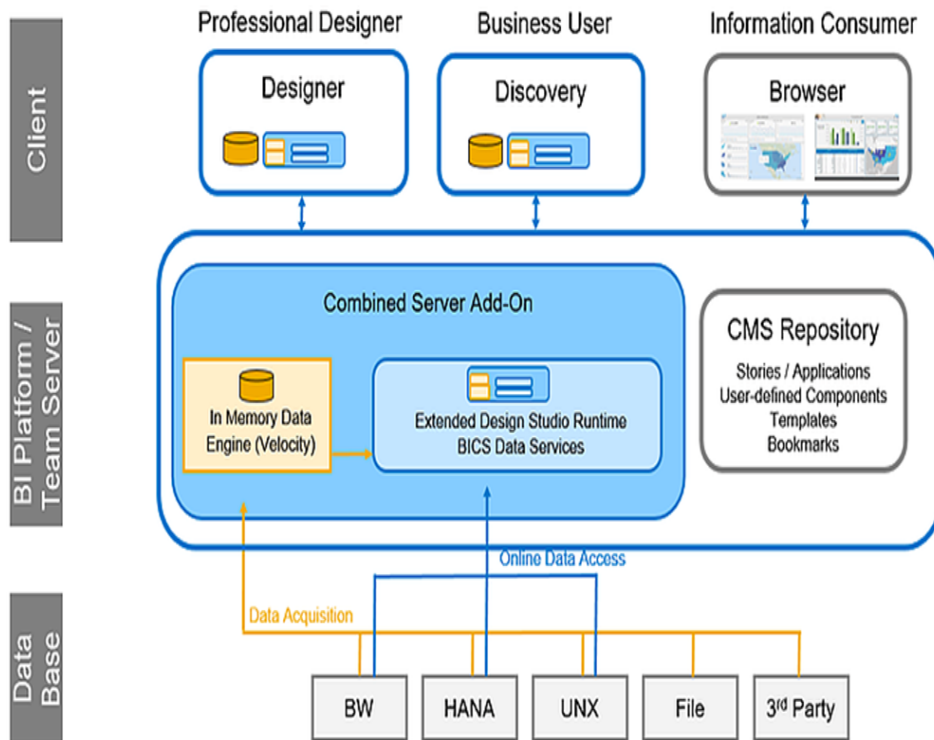 Professional Designer
Business User
Information Consumer
Client
Designer
Discovery
Browser
BI Platform /
Team Server
Combined Server Add-On
In Memory Data
Engine (Velocity)
Extended Design Studio Runtime
BICS Data Services
CMS Repository
Stories / Applications
User-defined Components
Templates
Bookmarks
Online Data Access
Data Acquisition
Data
Base
BW
HANA
UNX
File
3rd Party